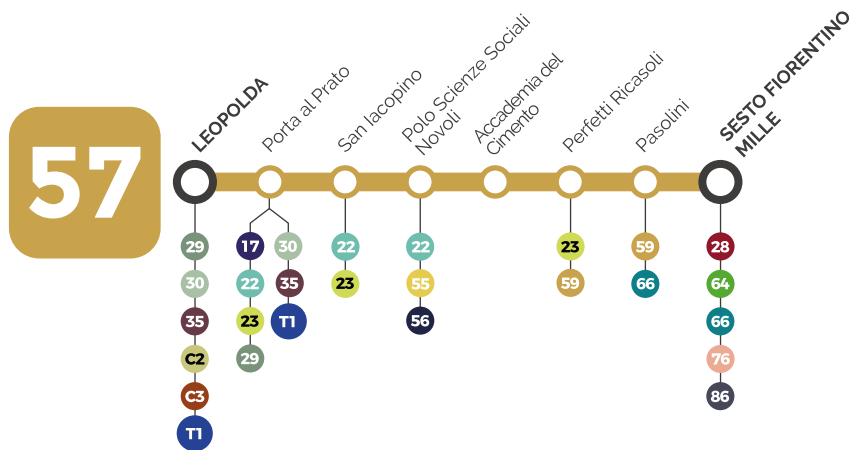 57
LEOPOLDA
Porta al Prato
San Iacopino
Polo Scienze Sociali
Novoli
Accademia del
Cimento
Perfetti Ricasoli
Pasolini
SESTO FIORENTINO
MILLE
29
30
35
C2
C3
T1
17
22
23
29
30
35
T1
22
23
22
55
56
23
59
59
66
28
64
66
76
86